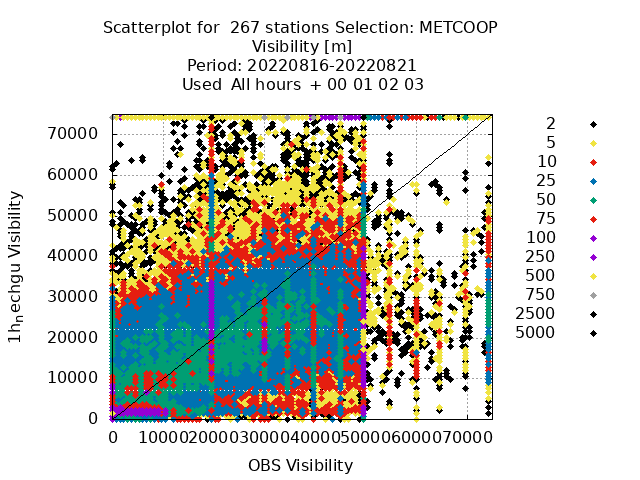 Scatterplot for  267 stations Selection: METCOOP
Visibility [m]
Period: 20220816-20220821
Used  All hours  + 00 01 02 03
70000
60000
50000
40000
30000
20000
10000
0
1h_hechgu Visibility
0 10000 20000 30000 40000 50000 60000 70000
OBS Visibility
2
5
10
25
50
75
100
250
500
750
2500
5000